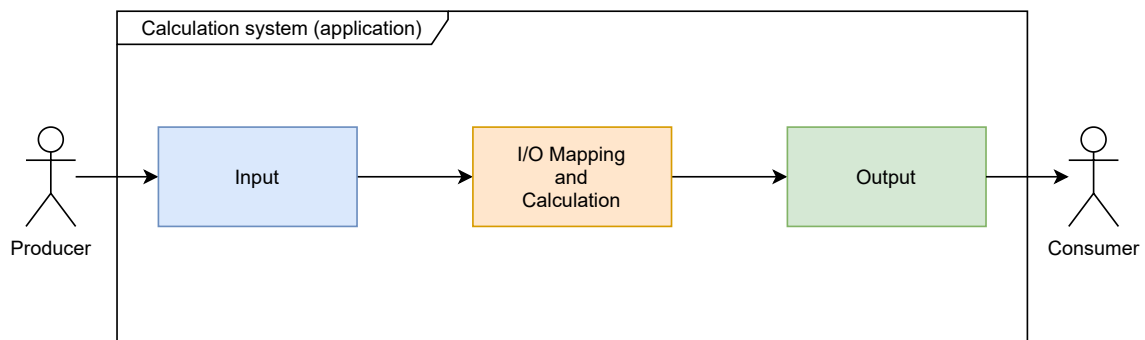 Calculation system (application)
Producer
Input
I/O Mapping
and
Calculation
Output
Consumer